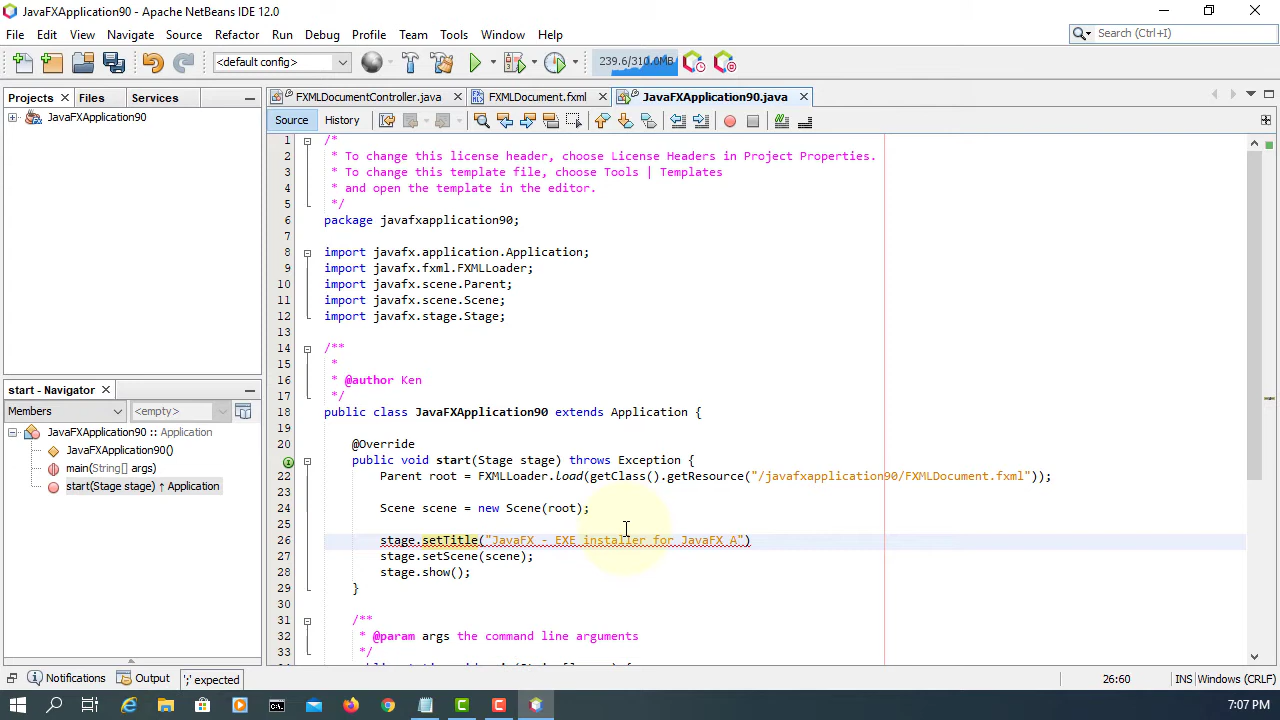 JavaFXApplication90 - Apache NetBeans IDE 12.0
File Edit View Navigate Source Refactor Run Debug Profile Team Tools Window Help
Search (Ctrl+I)
<default config>
239.6/310.0MB
Projects Files Services
FXMLDocumentController.java FXMLDocument.fxml JavaFXApplication90.java
JavaFXApplication90
Source History
1 /*
2 * To change this license header, choose License Headers in Project Properties.
3 * To change this template file, choose Tools | Templates
4 * and open the template in the editor.
5 */
6 package javafxapplication90;
7
8 import javafx.application.Application;
9 import javafx.fxml.FXMLLoader;
10 import javafx.scene.Parent;
11 import javafx.scene.Scene;
12 import javafx.stage.Stage;
13
14 /**
15 *
16 * @author Ken
17 */
18 public class JavaFXApplication90 extends Application {
19
20 @Override
public void start(Stage stage) throws Exception {
22 Parent root = FXMLLoader.load(getClass().getResource("/javafxapplication90/FXMLDocument.fxml"));
23
24 Scene scene = new Scene(root);
25
26 stage.setTitle("JavaFX - EXE installer for JavaFX A")
27 stage.setScene(scene);
28 stage.show();
29 }
30
31 /**
32 * @param args the command line arguments
33 */
start - Navigator
Members <empty>
JavaFXApplication90 :: Application
JavaFXApplication90()
main(String[] args)
start(Stage stage) ↑ Application
Notifications Output ';' expected
26:60 INS Windows (CRLF)
7:07 PM